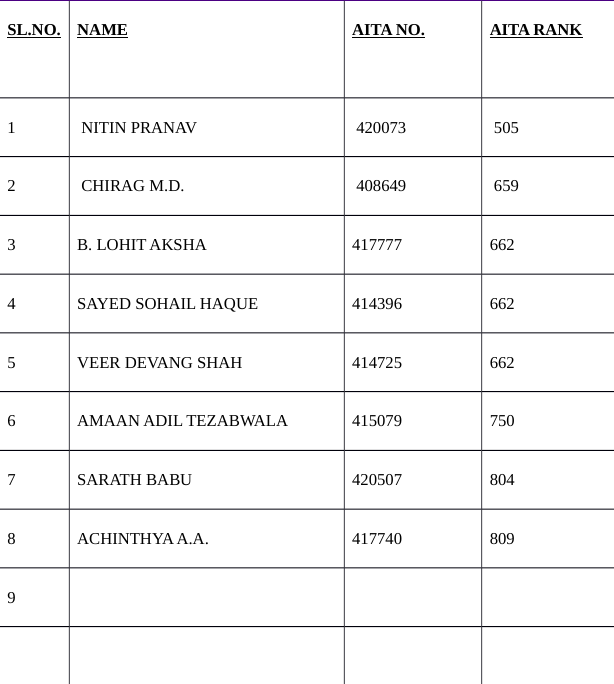 SL.NO. NAME AITA NO. AITA RANK
1 NITIN PRANAV 420073 505
2 CHIRAG M.D. 408649 659
3 B. LOHIT AKSHA 417777 662
4 SAYED SOHAIL HAQUE 414396 662
5 VEER DEVANG SHAH 414725 662
6 AMAAN ADIL TEZABWALA 415079 750
7 SARATH BABU 420507 804
8 ACHINTHYA A.A. 417740 809
9